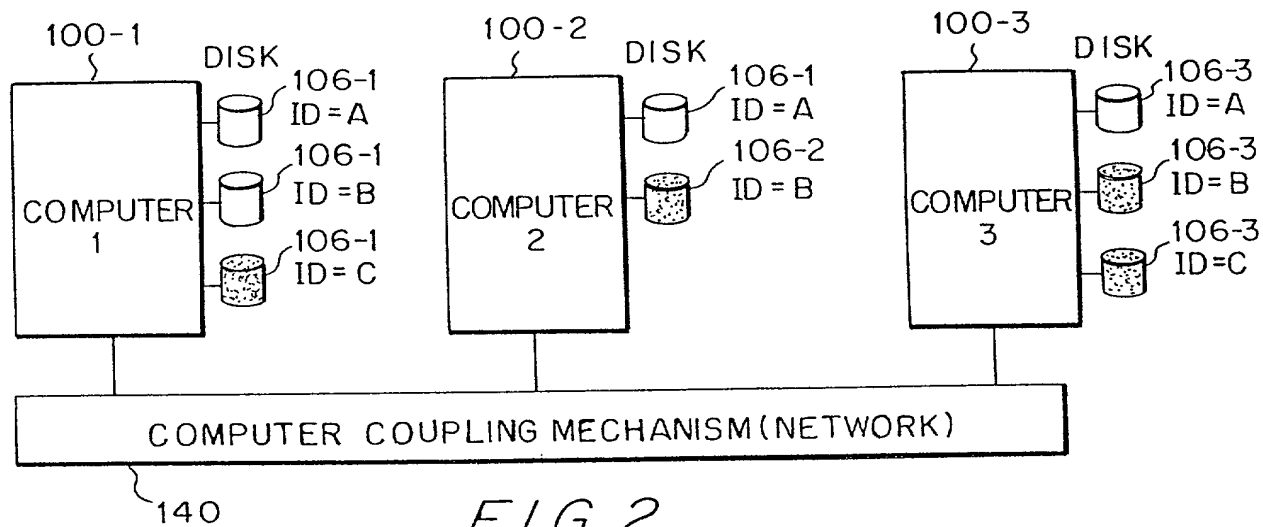 100-1
DISK
106-1
ID=A
106-1
ID=B
106-1
ID=C
COMPUTER
1
100-2
DISK
106-1
ID=A
106-2
ID=B
COMPUTER
2
100-3
DISK
106-3
ID=A
106-3
ID=B
106-3
ID=C
COMPUTER
3
COMPUTER COUPLING MECHANISM(NETWORK)
140
FIG. 2